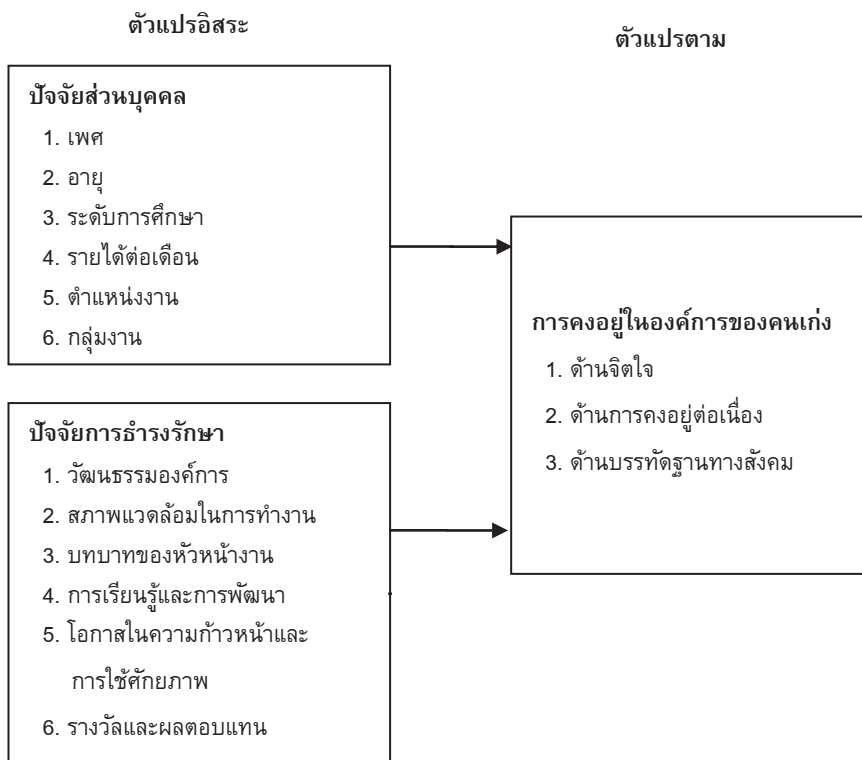 ตัวแปรอิสระ
ตัวแปรตาม
ปัจจัยส่วนบุคคล
1. เพศ
2. อายุ
3. ระดับการศึกษา
4. รายได้ต่อเดือน
5. ตำแหน่งงาน
6. กลุ่มงาน
ปัจจัยการธำรงรักษา
1. วัฒนธรรมองค์การ
2. สภาพแวดล้อมในการทำงาน
3. บทบาทของหัวหน้างาน
4. การเรียนรู้และการพัฒนา
5. โอกาสในความก้าวหน้าและ
การใช้ศักยภาพ
6. รางวัลและผลตอบแทน
การคงอยู่ในองค์การของคนเก่ง
1. ด้านจิตใจ
2. ด้านการคงอยู่ต่อเนื่อง
3. ด้านบรรทัดฐานทางสังคม